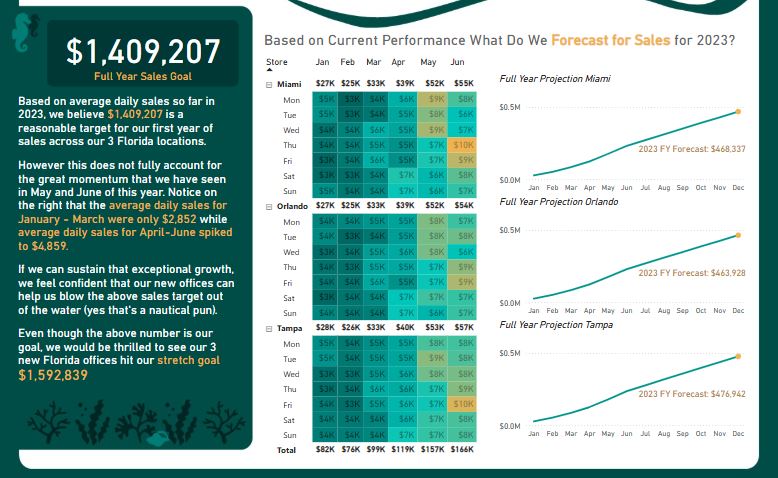 $1,409,207
Full Year Sales Goal
Based on average daily sales so far in
2023, we believe $1,409,207 is a
reasonable target for our first year of
sales across our 3 Florida locations.
However this does not fully account for
the great momentum that we have seen
in May and June of this year. Notice on
the right that the average daily sales for
January - March were only $2,852 while
average daily sales for April-June spiked
to $4,859.
If we can sustain that exceptional growth,
we feel confident that our new offices can
help us blow the above sales target out
of the water (yes that's a nautical pun).
Even though the above number is our
goal, we would be thrilled to see our 3
new Florida offices hit our stretch goal
$1,592,839
Based on Current Performance What Do We Forecast for Sales for 2023?
Store Jan Feb Mar Apr May Jun
Miami $27K $25K $33K $39K $52K $55K
Mon $5K $3K $4K $6K $9K $8K
Tue $5K $3K $4K $5K $8K $6K
Wed $4K $4K $6K $5K $9K $7K
Thu $4K $4K $5K $5K $7K $10K
Fri $3K $4K $6K $5K $7K $9K
Sat $3K $4K $4K $7K $6K $8K
Sun $5K $4K $4K $7K $6K $7K
Orlando $27K $25K $33K $39K $52K $54K
Mon $4K $4K $5K $5K $8K $7K
Tue $4K $3K $4K $5K $8K $8K
Wed $3K $4K $6K $5K $8K $6K
Thu $4K $3K $5K $6K $7K $9K
Fri $4K $4K $6K $5K $7K $9K
Sat $3K $4K $4K $7K $7K $7K
Sun $4K $4K $4K $7K $6K $7K
Tampa $28K $26K $33K $40K $53K $57K
Mon $5K $4K $5K $5K $8K $8K
Tue $5K $4K $5K $5K $9K $8K
Wed $3K $3K $5K $6K $8K $8K
Thu $3K $4K $6K $6K $7K $9K
Fri $4K $3K $4K $6K $7K $10K
Sat $4K $4K $4K $6K $7K $8K
Sun $4K $4K $4K $7K $7K $8K
Total $82K $76K $99K $119K $157K $166K
Full Year Projection Miami
$0.5M
2023 FY Forecast: $468,337
$0.0M
Jan Feb Mar Apr May Jun Jul Aug Sep Oct Nov Dec
Full Year Projection Orlando
$0.5M
2023 FY Forecast: $463,928
$0.0M
Jan Feb Mar Apr May Jun Jul Aug Sep Oct Nov Dec
Full Year Projection Tampa
$0.5M
2023 FY Forecast: $476,942
$0.0M
Jan Feb Mar Apr May Jun Jul Aug Sep Oct Nov Dec